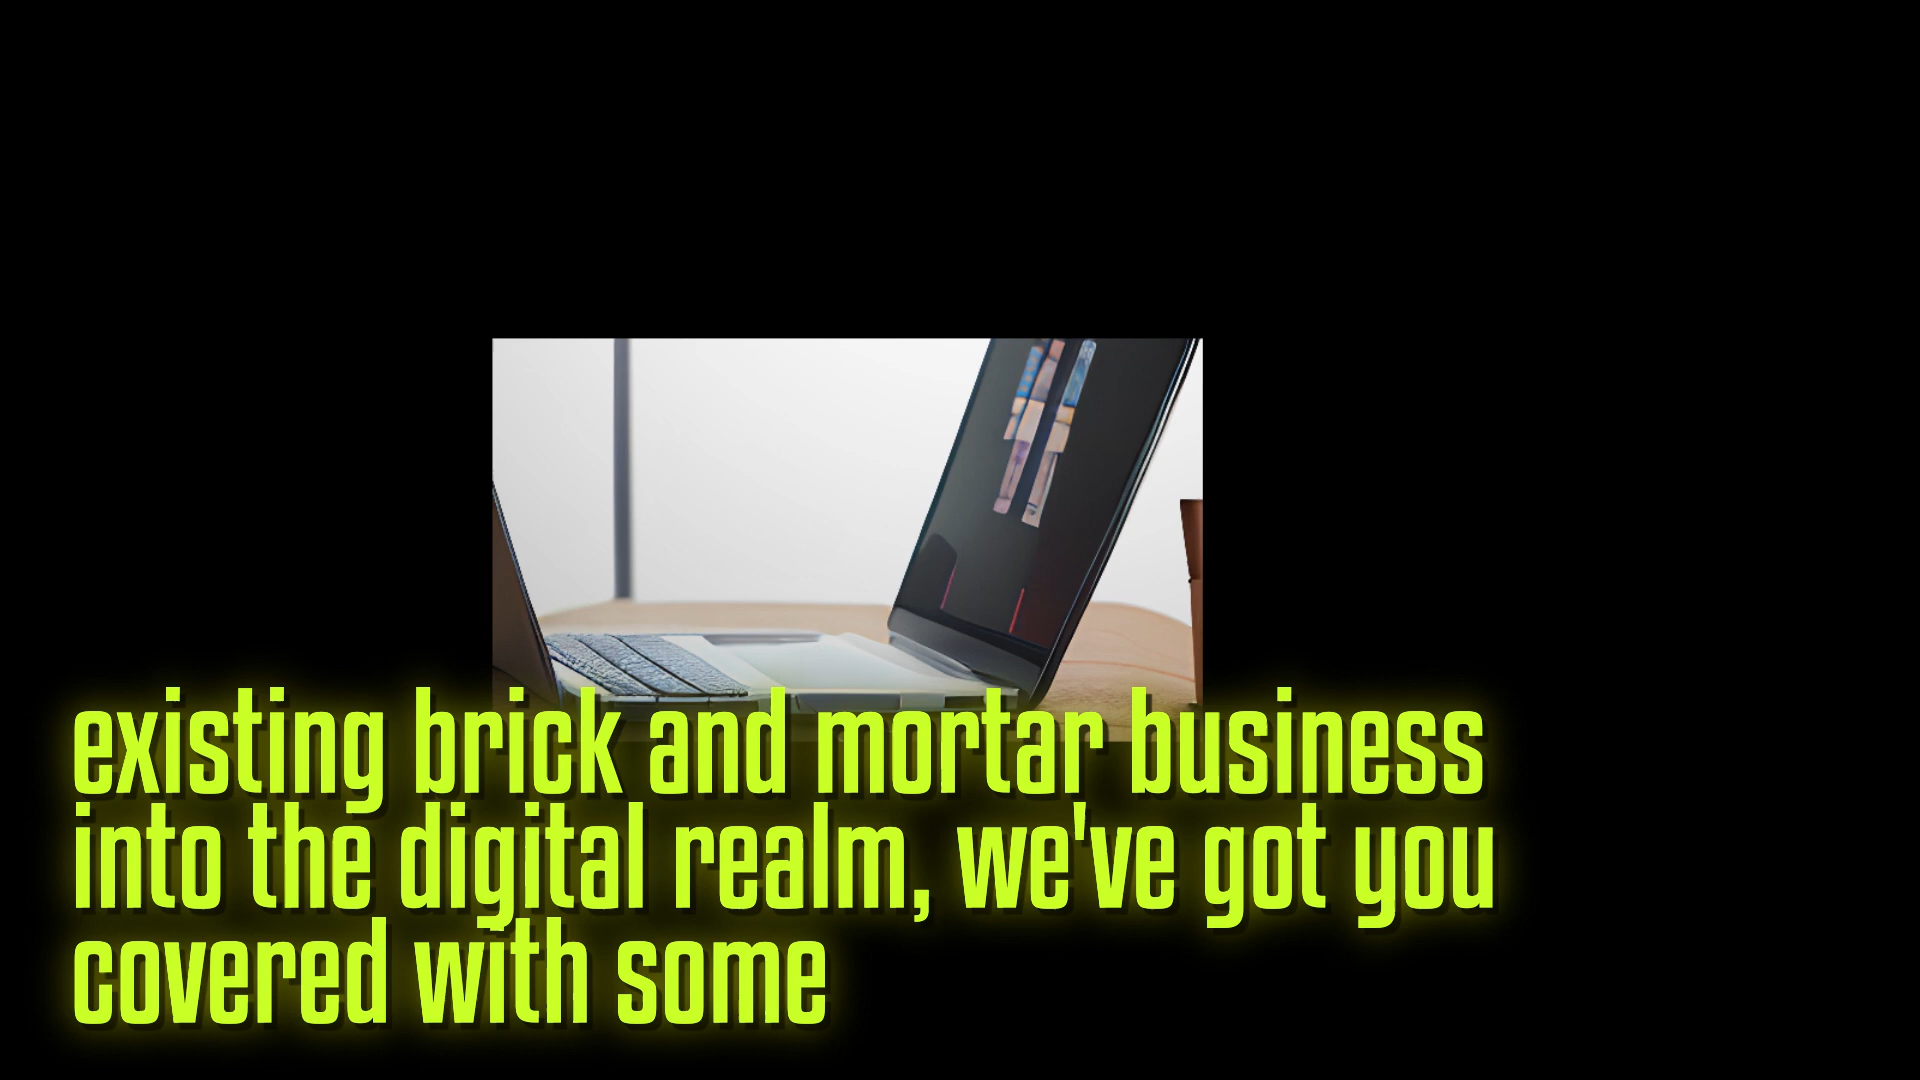 existing brick and mortar business
into the digital realm, we've got you
covered with some